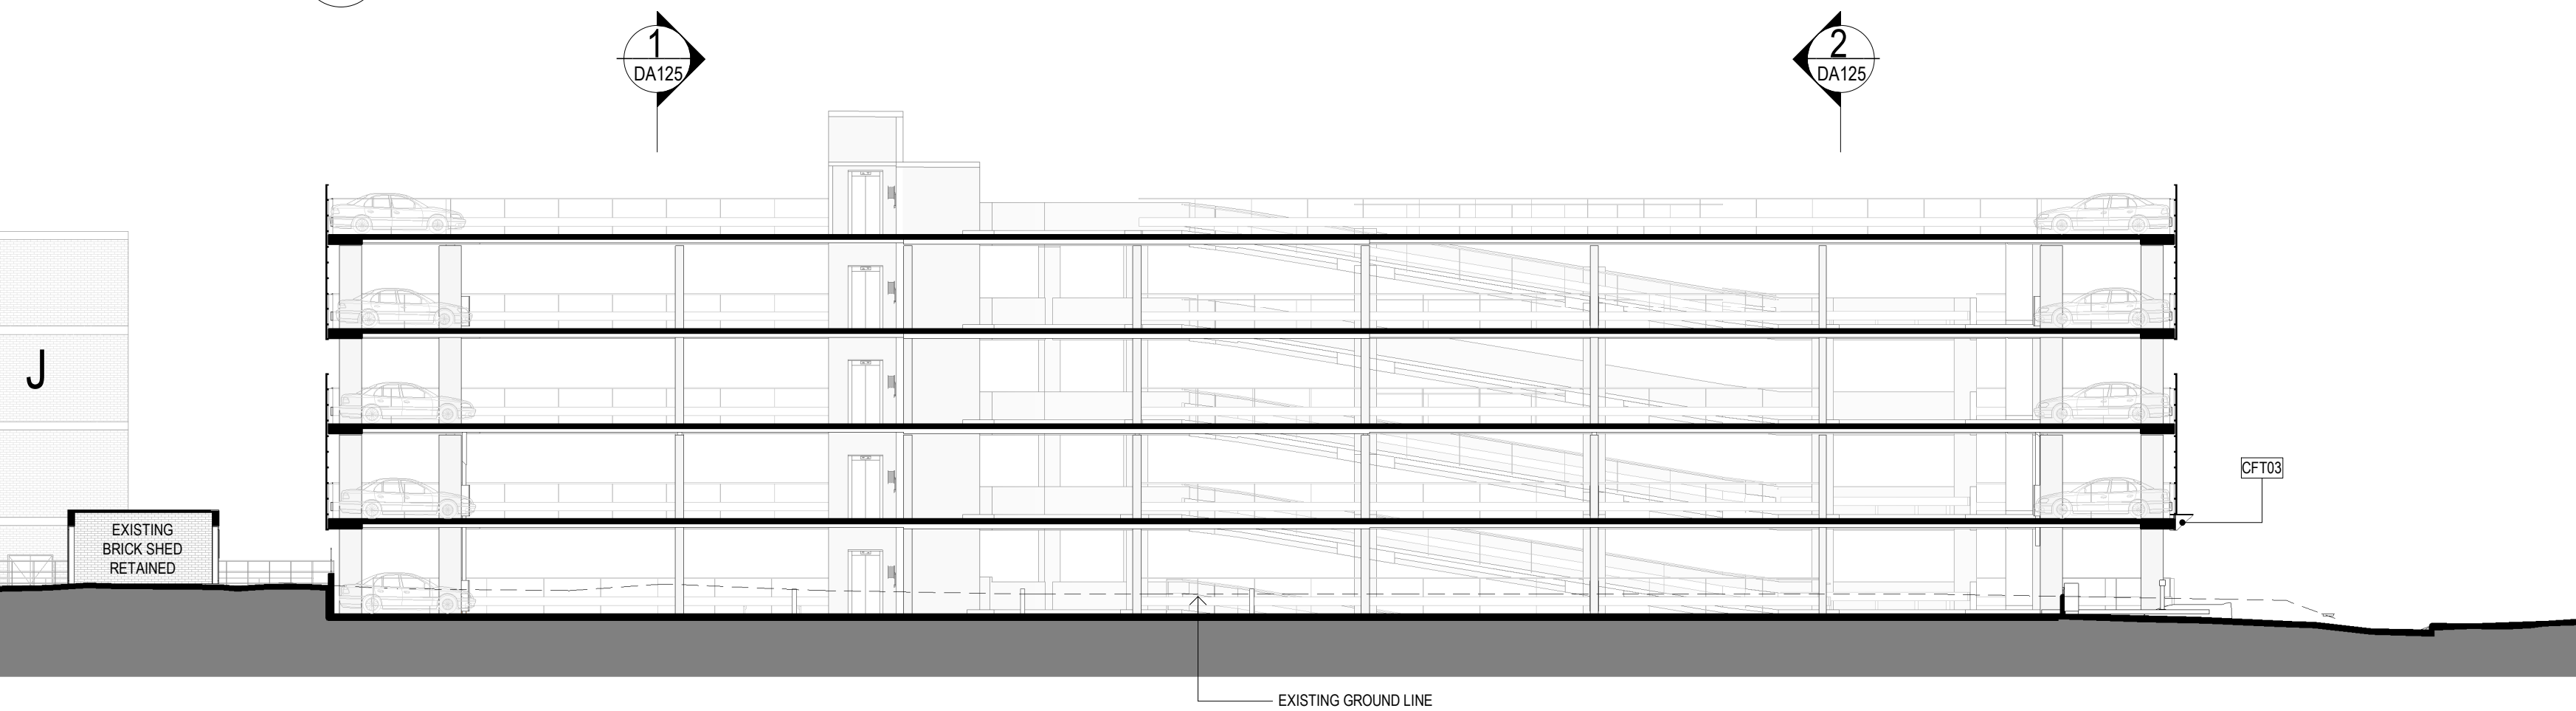 1
DA125
2
DA125
J
EXISTING
BRICK SHED
RETAINED
CFT03
EXISTING GROUND LINE